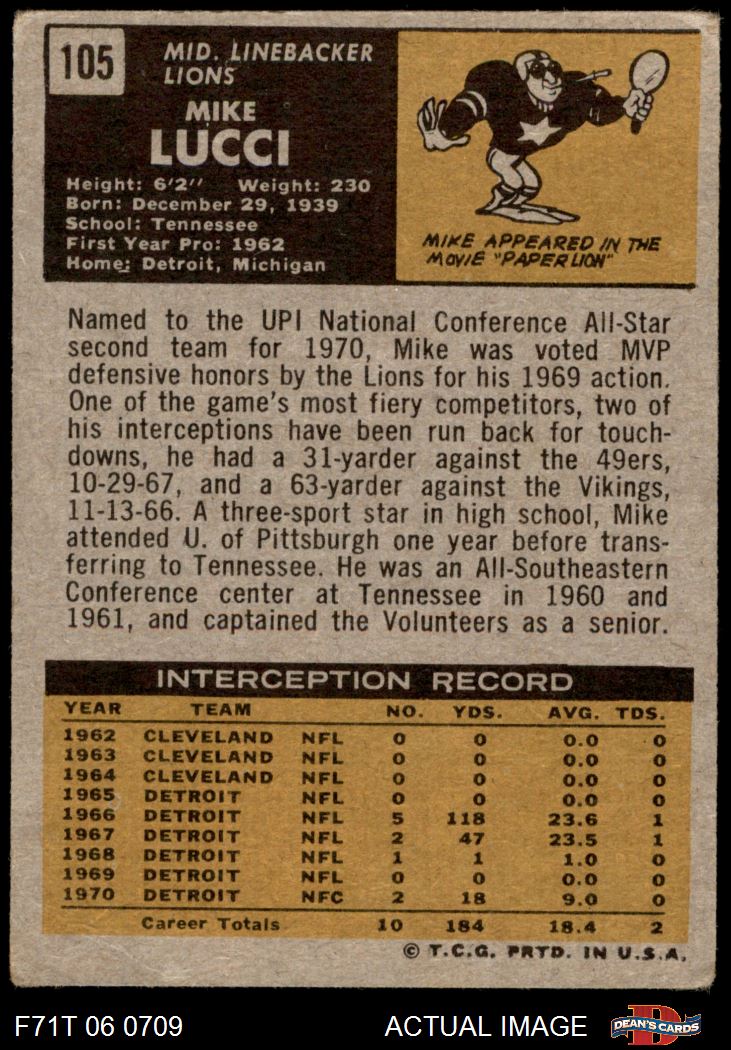 105
MID. LINEBACKER
LIONS
MIKE
LUCCI
Height: 6'2" Weight: 230
Born: December 29, 1939
School: Tennessee
First Year Pro: 1962
Home: Detroit, Michigan
MIKE APPEARED IN THE
MOVIE "PAPER LION"
Named to the UPI National Conference All-Star
second team for 1970, Mike was voted MVP
defensive honors by the Lions for his 1969 action.
One of the game's most fiery competitors, two of
his interceptions have been run back for touch-
downs, he had a 31-yarder against the 49ers,
10-29-67, and a 63-yarder against the Vikings,
11-13-66. A three-sport star in high school, Mike
attended U. of Pittsburgh one year before trans-
ferring to Tennessee. He was an All-Southeastern
Conference center at Tennessee in 1960 and
1961, and captained the Volunteers as a senior.
INTERCEPTION RECORD
YEAR TEAM NO. YDS. AVG. TDS.
1962 CLEVELAND NFL 0 0 0.0 0
1963 CLEVELAND NFL 0 0 0.0 0
1964 CLEVELAND NFL 0 0 0.0 0
1965 DETROIT NFL 0 0 0.0 0
1966 DETROIT NFL 5 118 23.6 1
1967 DETROIT NFL 2 47 23.5 1
1968 DETROIT NFL 1 1 1.0 0
1969 DETROIT NFL 0 0 0.0 0
1970 DETROIT NFC 2 18 9.0 0
Career Totals 10 184 18.4 2
© T.C.G. PRTD. IN U.S.A.
F71T 06 0709 ACTUAL IMAGE D DEAN'S CARDS